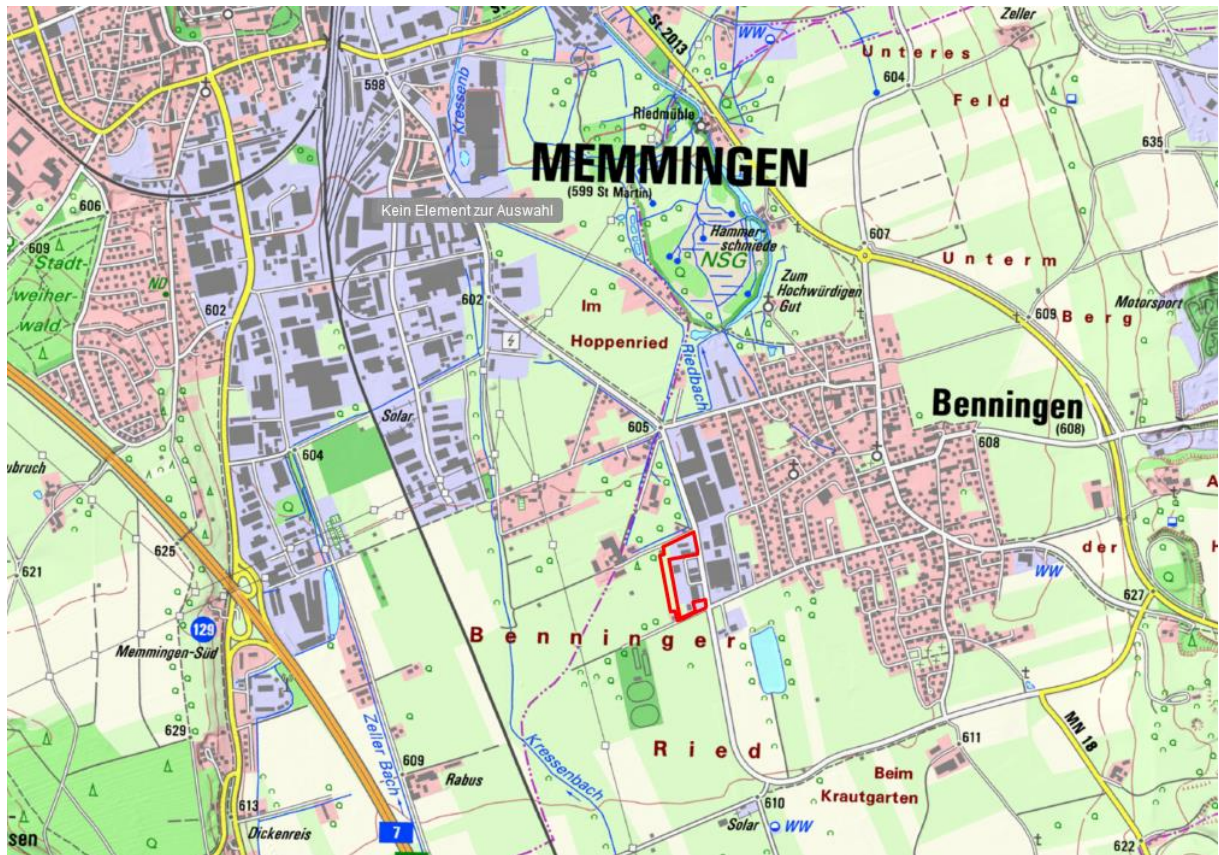 St 2013
WW
Zeller
Unteres
604
Feld
598
Kressenb
Riedmühle
635
MEMMINGEN
(599 St Martin)
606
Kein Element zur Auswahl
609
Stadt-
weiher-
wald
ND
Hammer-
schmiede
NSG
607
Unterm
Zum
Hochwürdigen
Gut
Motorsport
602
602
Im
Hoppenried
609
Berg
Riedbach
Solar
605
Benningen
(608)
608
604
ubruch
A
625
der
H
621
WW
627
129
Memmingen-Süd
Benninger
629
MN 18
Ried
611
Zeller Bach
609
Rabus
Kressenbach
Beim
Krautgarten
613
610
Dickenreis
7
Solar
WW
sen
622